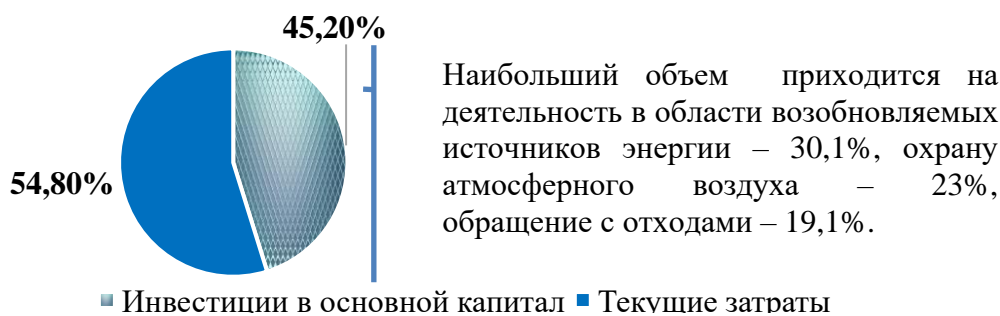 45,20%
54,80%
Наибольший объем приходится на
деятельность в области возобновляемых
источников энергии – 30,1%, охрану
атмосферного воздуха – 23%,
обращение с отходами – 19,1%.
Инвестиции в основной капитал Текущие затраты